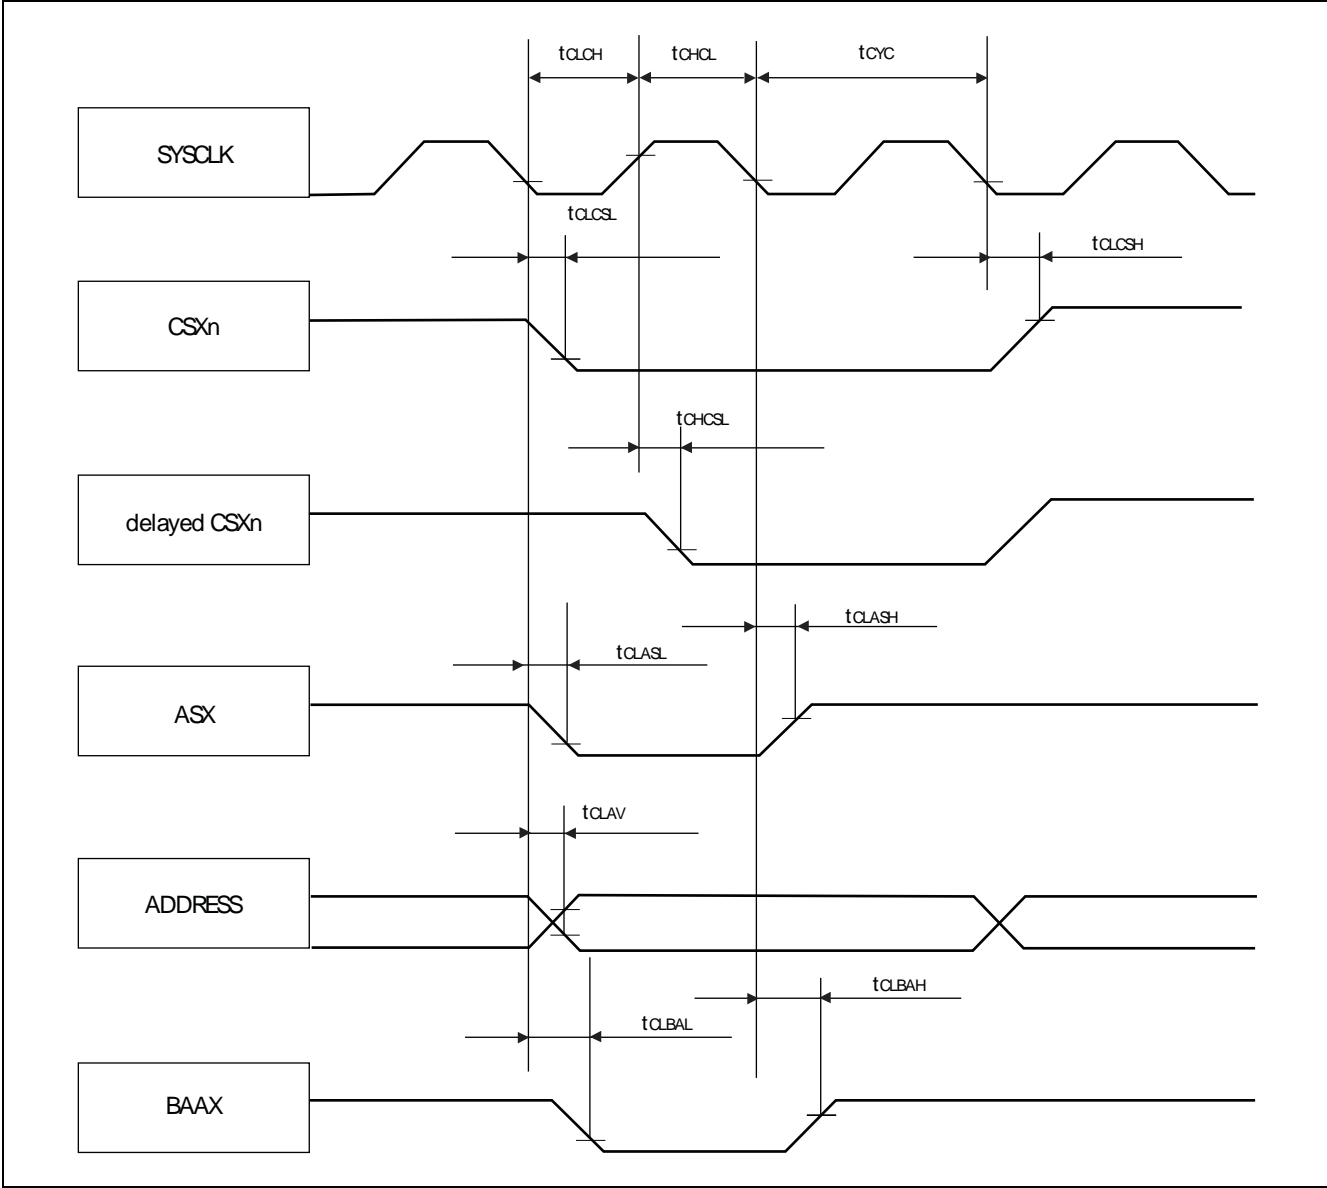 tCLCH tCHCL tCYC
SYSCLK
tCLCSL
tCLCSH
CSXn
tCHCSL
delayed CSXn
tCLASH
tCLASL
ASX
tCLAV
ADDRESS
tCLBAH
tCLBAL
BAAX